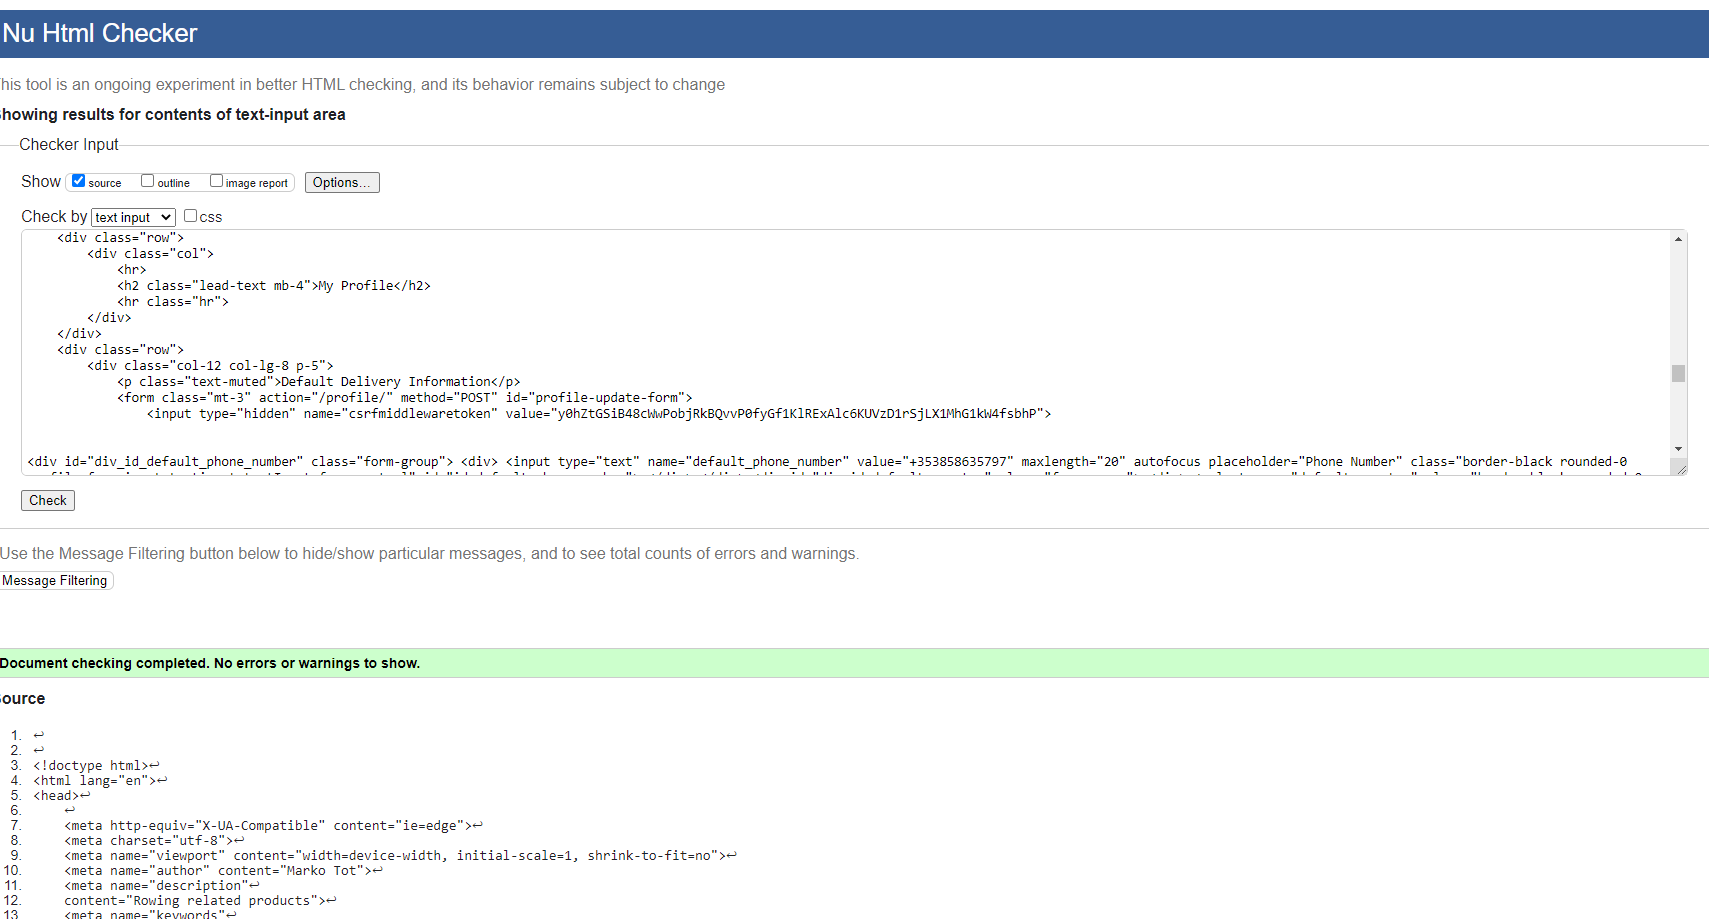 Nu Html Checker
his tool is an ongoing experiment in better HTML checking, and its behavior remains subject to change
howing results for contents of text-input area
Checker Input
Show source outline image report Options...
Check by text input css
<div class="row">
<div class="col">
<hr>
<h2 class="lead-text mb-4">My Profile</h2>
<hr class="hr">
</div>
</div>
<div class="row">
<div class="col-12 col-lg-8 p-5">
<p class="text-muted">Default Delivery Information</p>
<form class="mt-3" action="/profile/" method="POST" id="profile-update-form">
<input type="hidden" name="csrfmiddlewaretoken" value="y0hZtGSiB48cWwPobjRkBQvvP0fyGf1KlRExAlc6KUVzD1rSjLX1MhG1kW4fsbhP">
<div id="div_id_default_phone_number" class="form-group"> <div> <input type="text" name="default_phone_number" value="+353858635797" maxlength="20" autofocus placeholder="Phone Number" class="border-black rounded-0
Check
Use the Message Filtering button below to hide/show particular messages, and to see total counts of errors and warnings.
Message Filtering
Document checking completed. No errors or warnings to show.
ource
1. ↩
2. ↩
3. <!doctype html>↩
4. <html lang="en">↩
5. <head>↩
6. ↩
7. <meta http-equiv="X-UA-Compatible" content="ie=edge">↩
8. <meta charset="utf-8">↩
9. <meta name="viewport" content="width=device-width, initial-scale=1, shrink-to-fit=no">↩
10. <meta name="author" content="Marko Tot">↩
11. <meta name="description"↩
12. content="Rowing related products">↩
13. <meta name="keywords"↩